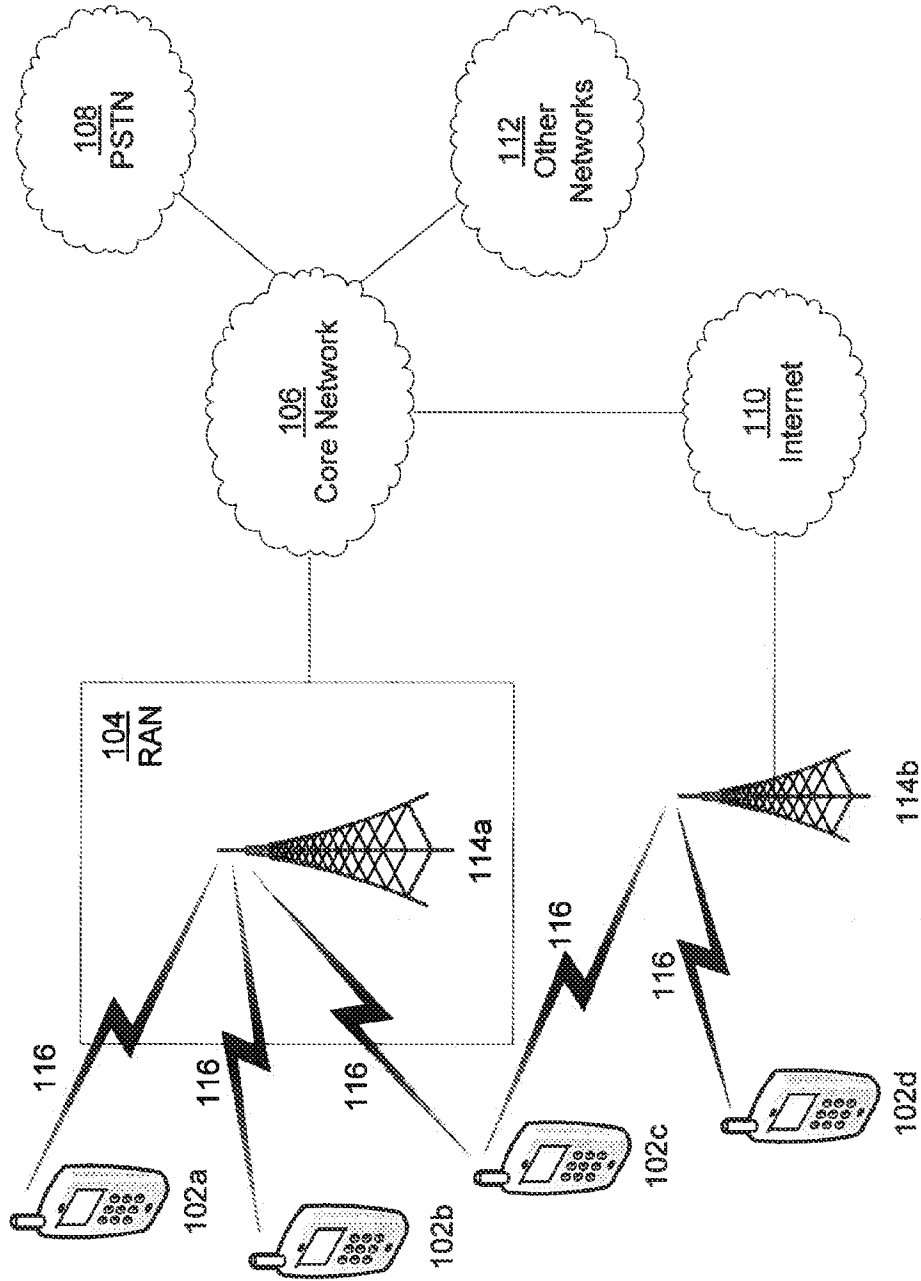 102a
116
104
RAN
106
Core Network
108
PSTN
102b
116
114a
112
Other
Networks
116
102c
116
114b
110
Internet
116
102d